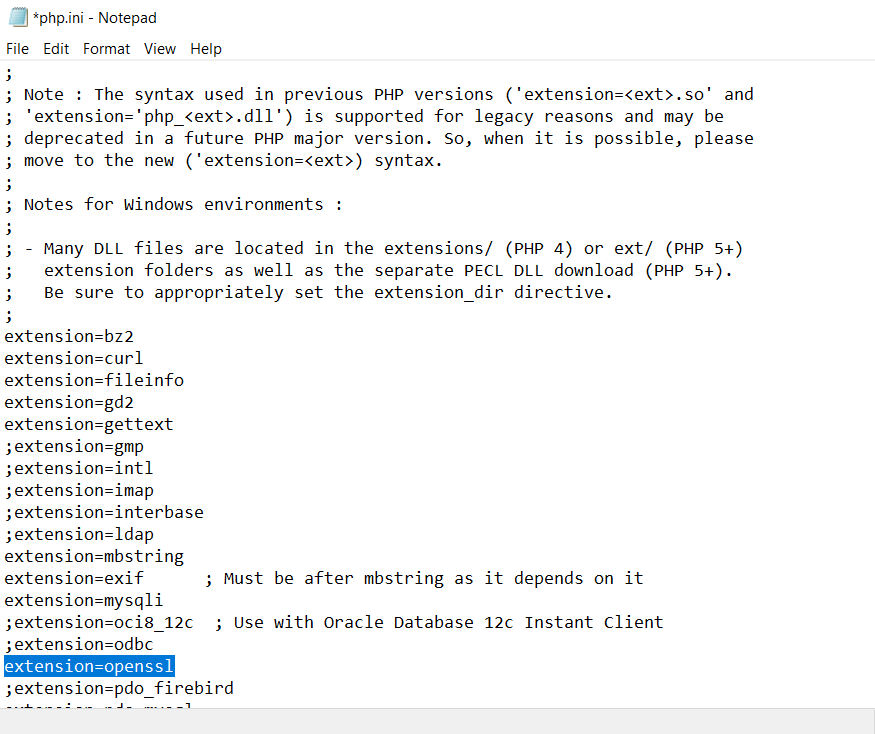 *php.ini - Notepad
File Edit Format View Help
;
; Note : The syntax used in previous PHP versions ('extension=<ext>.so' and
; 'extension='php_<ext>.dll') is supported for legacy reasons and may be
; deprecated in a future PHP major version. So, when it is possible, please
; move to the new ('extension=<ext>) syntax.
;
; Notes for Windows environments :
;
; - Many DLL files are located in the extensions/ (PHP 4) or ext/ (PHP 5+)
;   extension folders as well as the separate PECL DLL download (PHP 5+).
;   Be sure to appropriately set the extension_dir directive.
;
extension=bz2
extension=curl
extension=fileinfo
extension=gd2
extension=gettext
;extension=gmp
;extension=intl
;extension=imap
;extension=interbase
;extension=ldap
extension=mbstring
extension=exif      ; Must be after mbstring as it depends on it
extension=mysqli
;extension=oci8_12c  ; Use with Oracle Database 12c Instant Client
;extension=odbc
extension=openssl
;extension=pdo_firebird